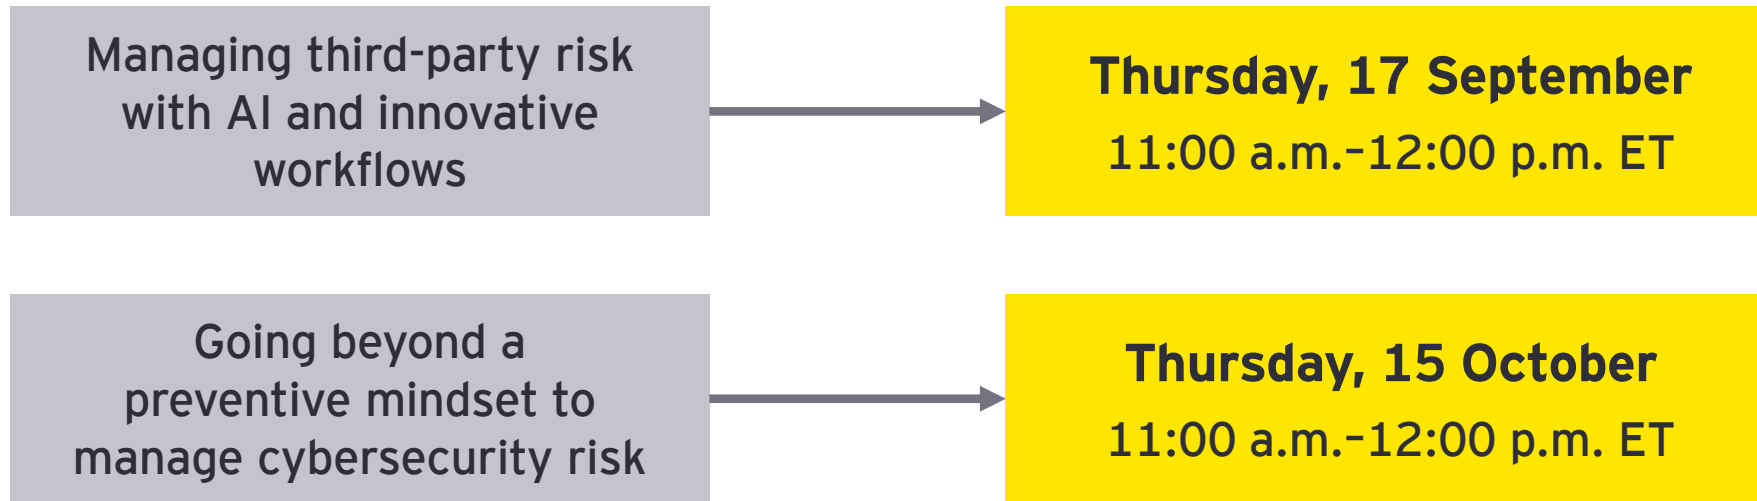 Managing third-party risk
with AI and innovative
workflows
Thursday, 17 September
11:00 a.m.–12:00 p.m. ET
Going beyond a
preventive mindset to
manage cybersecurity risk
Thursday, 15 October
11:00 a.m.–12:00 p.m. ET